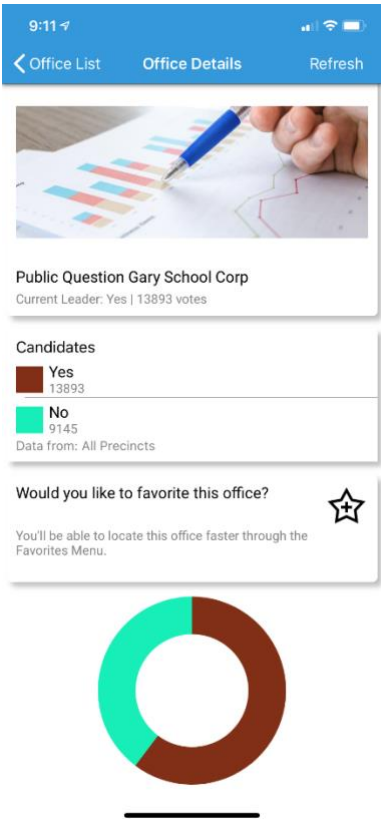 9:11
Office List
Office Details
Refresh
Public Question Gary School Corp
Current Leader: Yes | 13893 votes
Candidates
Yes
13893
No
9145
Data from: All Precincts
Would you like to favorite this office?
You'll be able to locate this office faster through the
Favorites Menu.